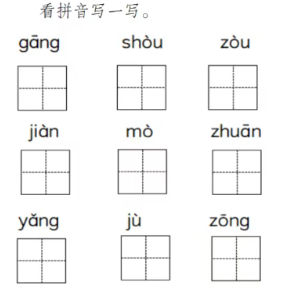 看拼音写一写。
gāng shòu zòu
jiàn mò zhuān
yǎng jù zōng